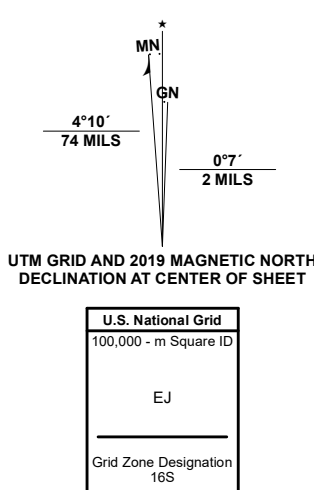 ★
MN
GN
4°10´
74 MILS
0°7´
2 MILS
UTM GRID AND 2019 MAGNETIC NORTH
DECLINATION AT CENTER OF SHEET
U.S. National Grid
100,000 - m Square ID
EJ
Grid Zone Designation
16S